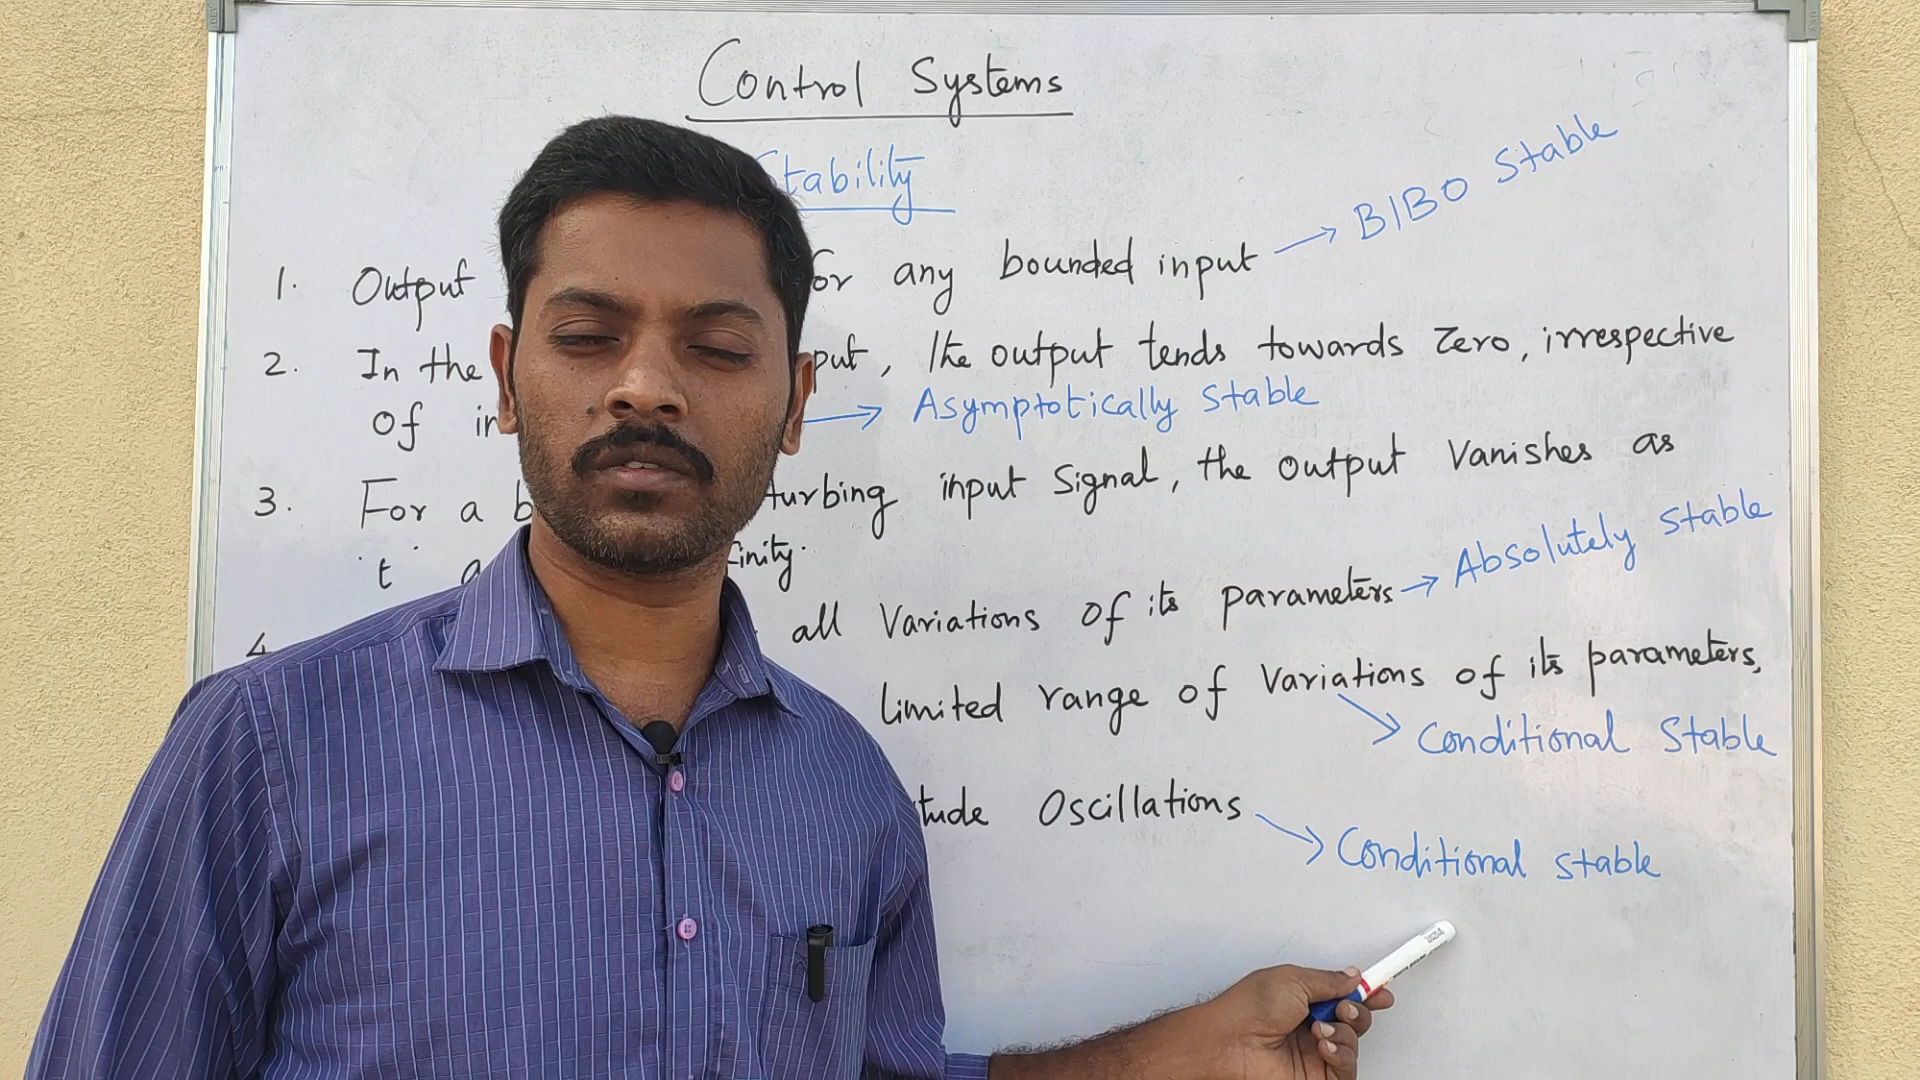 Control Systems
Stability
1. Output for any bounded input → BIBO Stable
2. In the put, the output tends towards Zero, irrespective
of in → Asymptotically Stable
3. For a b turbing input Signal, the output Vanishes as
't' a finity.
4. all Variations of its parameters → Absolutely Stable
limited range of Variations of its parameters,
→ Conditional Stable
tude Oscillations → Conditional Stable